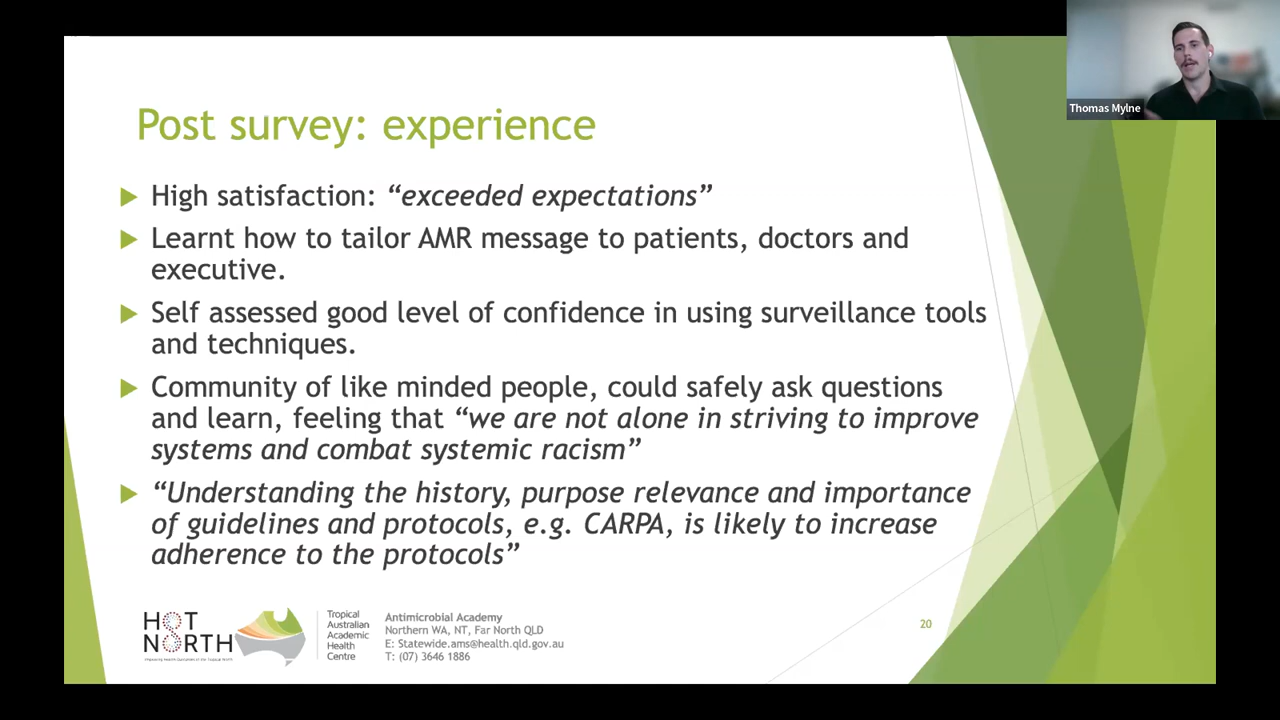 Thomas Mylne
Post survey: experience
High satisfaction: “exceeded expectations”
Learnt how to tailor AMR message to patients, doctors and
executive.
Self assessed good level of confidence in using surveillance tools
and techniques.
Community of like minded people, could safely ask questions
and learn, feeling that “we are not alone in striving to improve
systems and combat systemic racism”
“Understanding the history, purpose relevance and importance
of guidelines and protocols, e.g. CARPA, is likely to increase
adherence to the protocols”
HOT
NORTH
Tropical
Australian
Academic
Health
Centre
Antimicrobial Academy
Northern WA, NT, Far North QLD
E: Statewide.ams@health.qld.gov.au
T: (07) 3646 1886
20